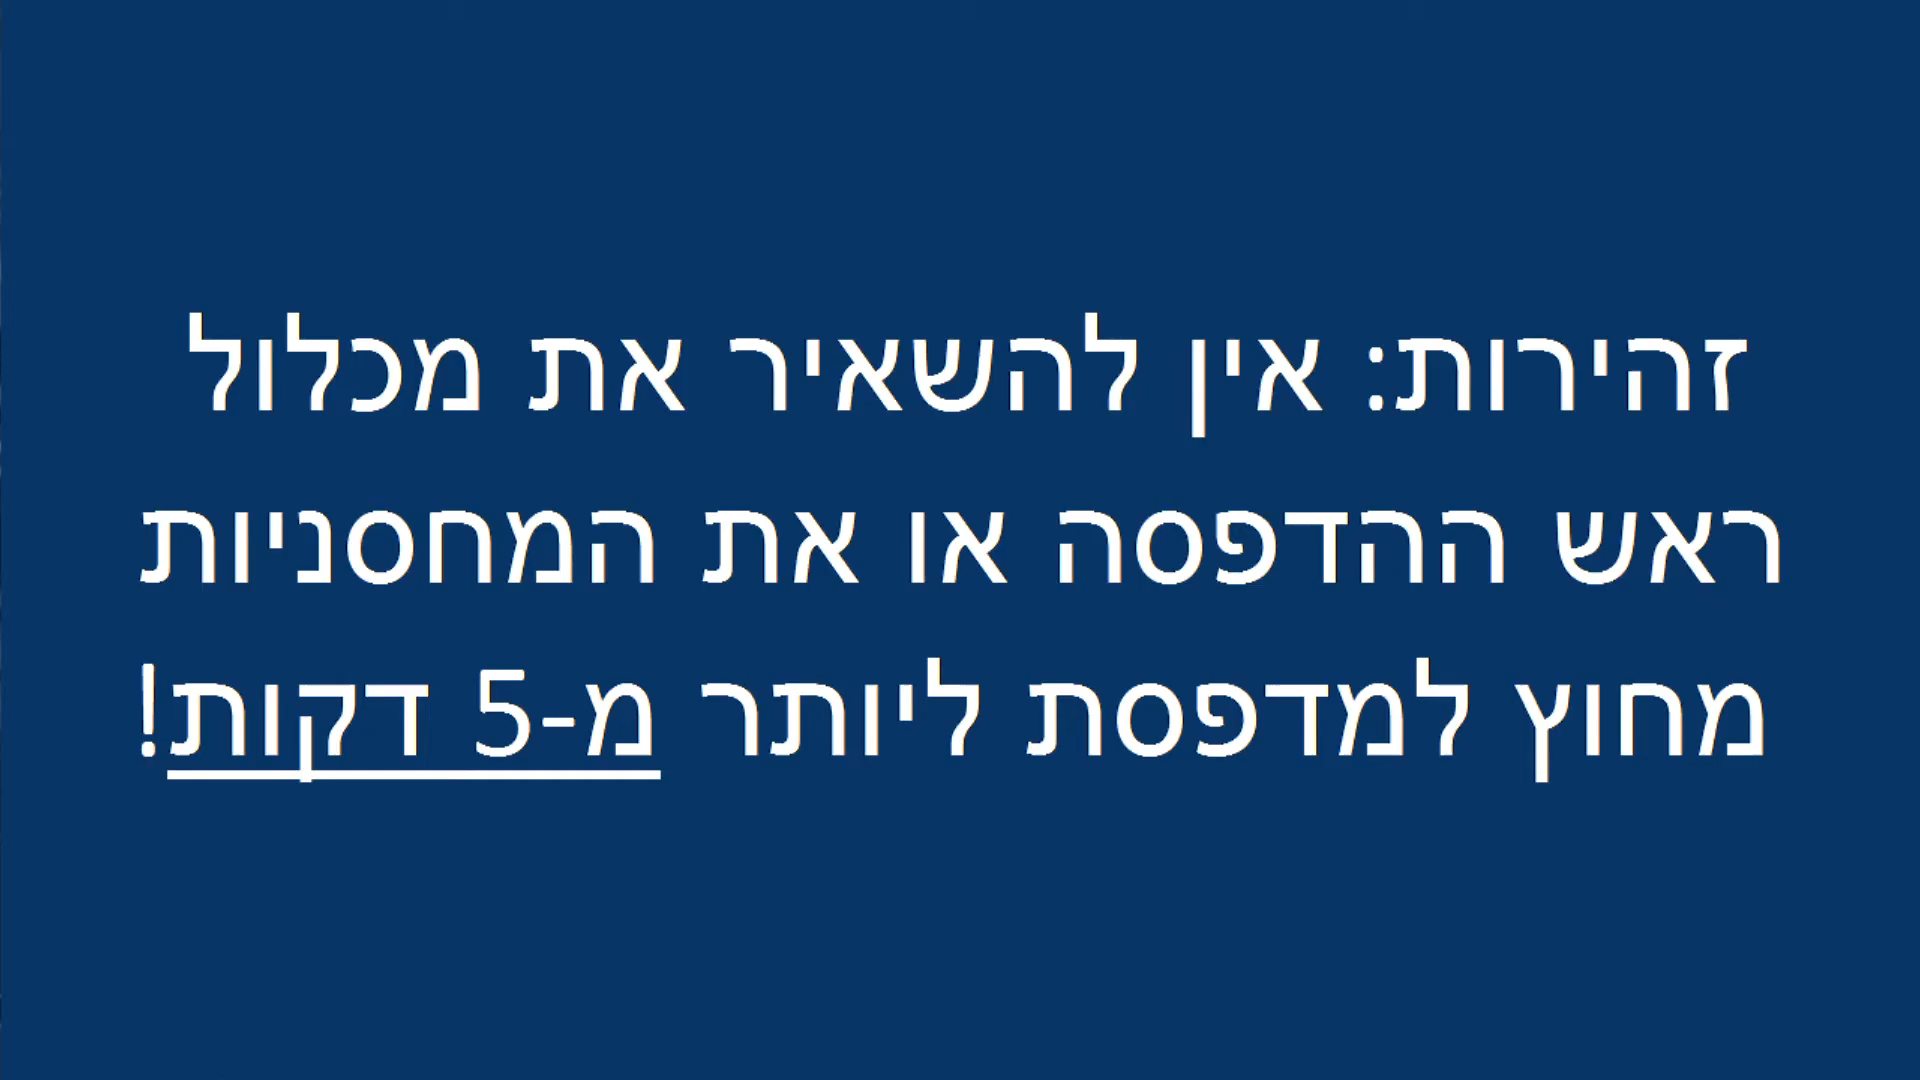 זהירות: אין להשאיר את מכלול
ראש ההדפסה או את המחסניות
מחוץ למדפסת ליותר מ-5 דקות!